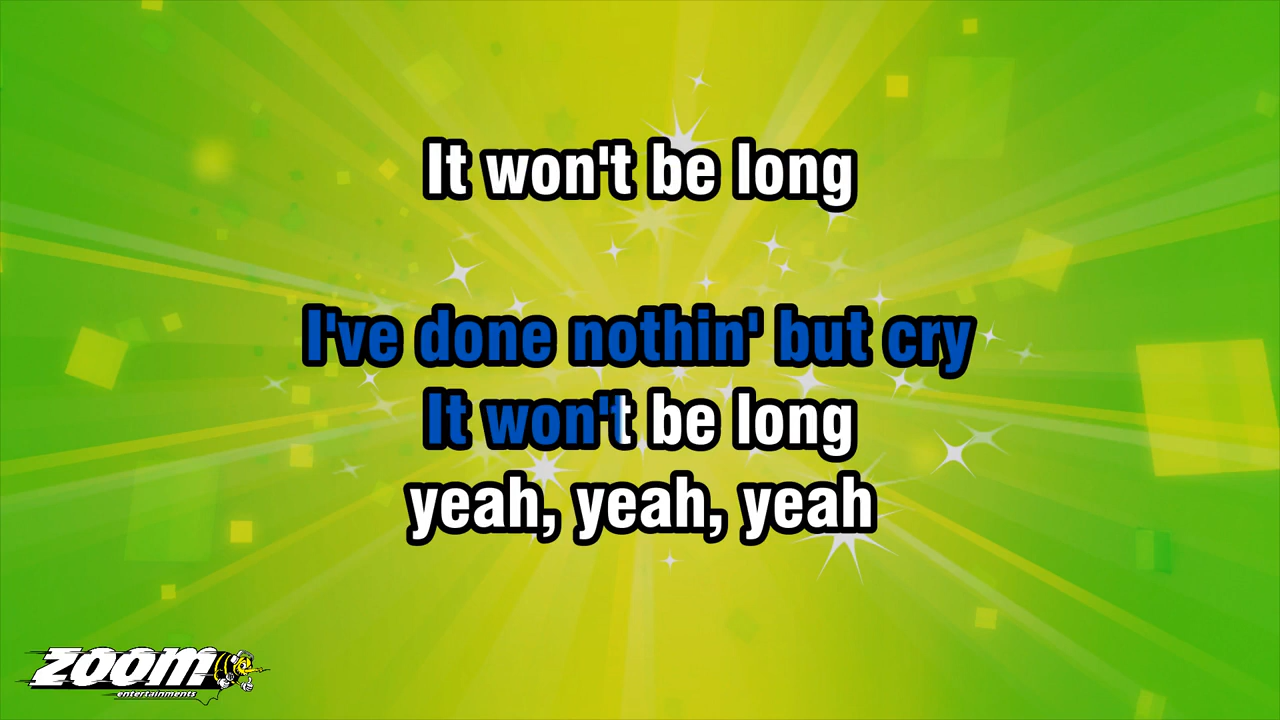 It won't be long
I've done nothin' but cry
It won't be long
yeah, yeah, yeah
zoom
entertainments